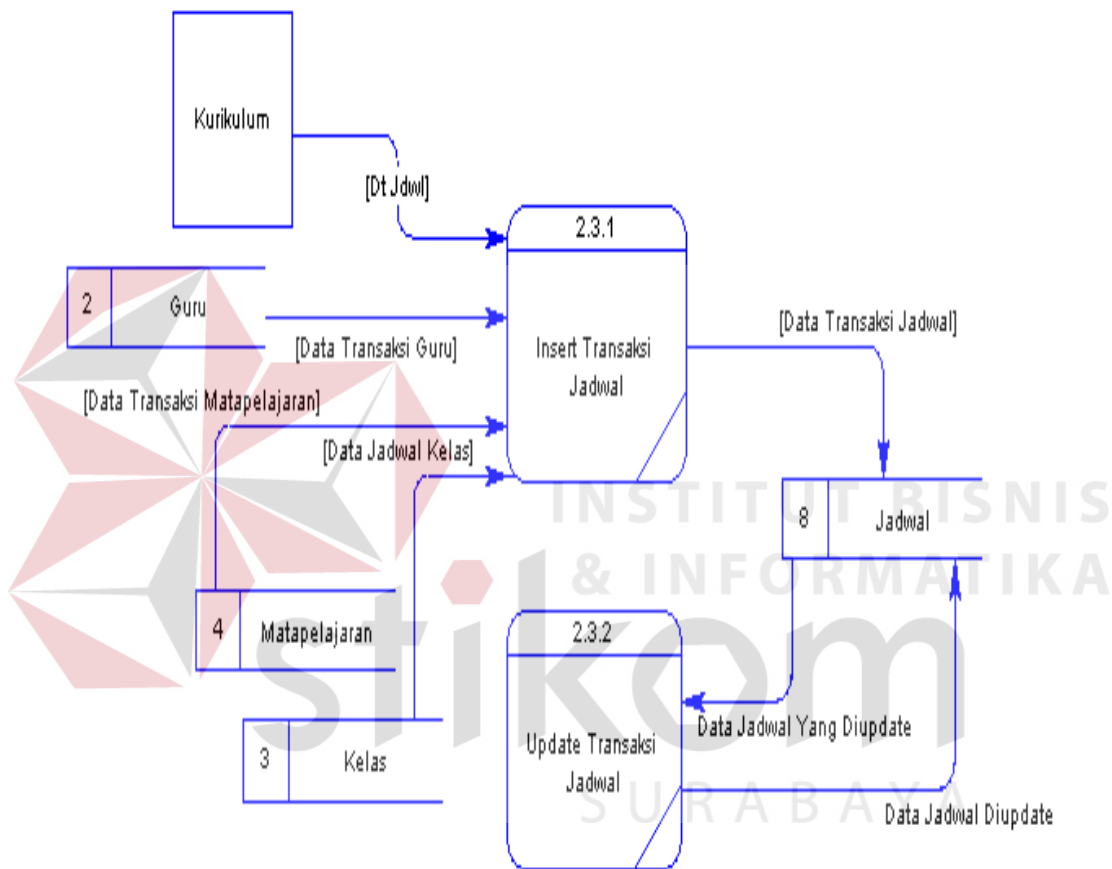 Kurikulum
[Dt Jdwl]
2.3.1
Insert Transaksi
Jadwal
2
Guru
[Data Transaksi Guru]
[Data Transaksi Jadwal]
[Data Transaksi Matapelajaran]
[Data Jadwal Kelas]
8
Jadwal
INSTITUT BISNIS
& INFORMATIKA
stikom
SURABAYA
4
Matapelajaran
2.3.2
Update Transaksi
Jadwal
Data Jadwal Yang Diupdate
3
Kelas
Data Jadwal Diupdate